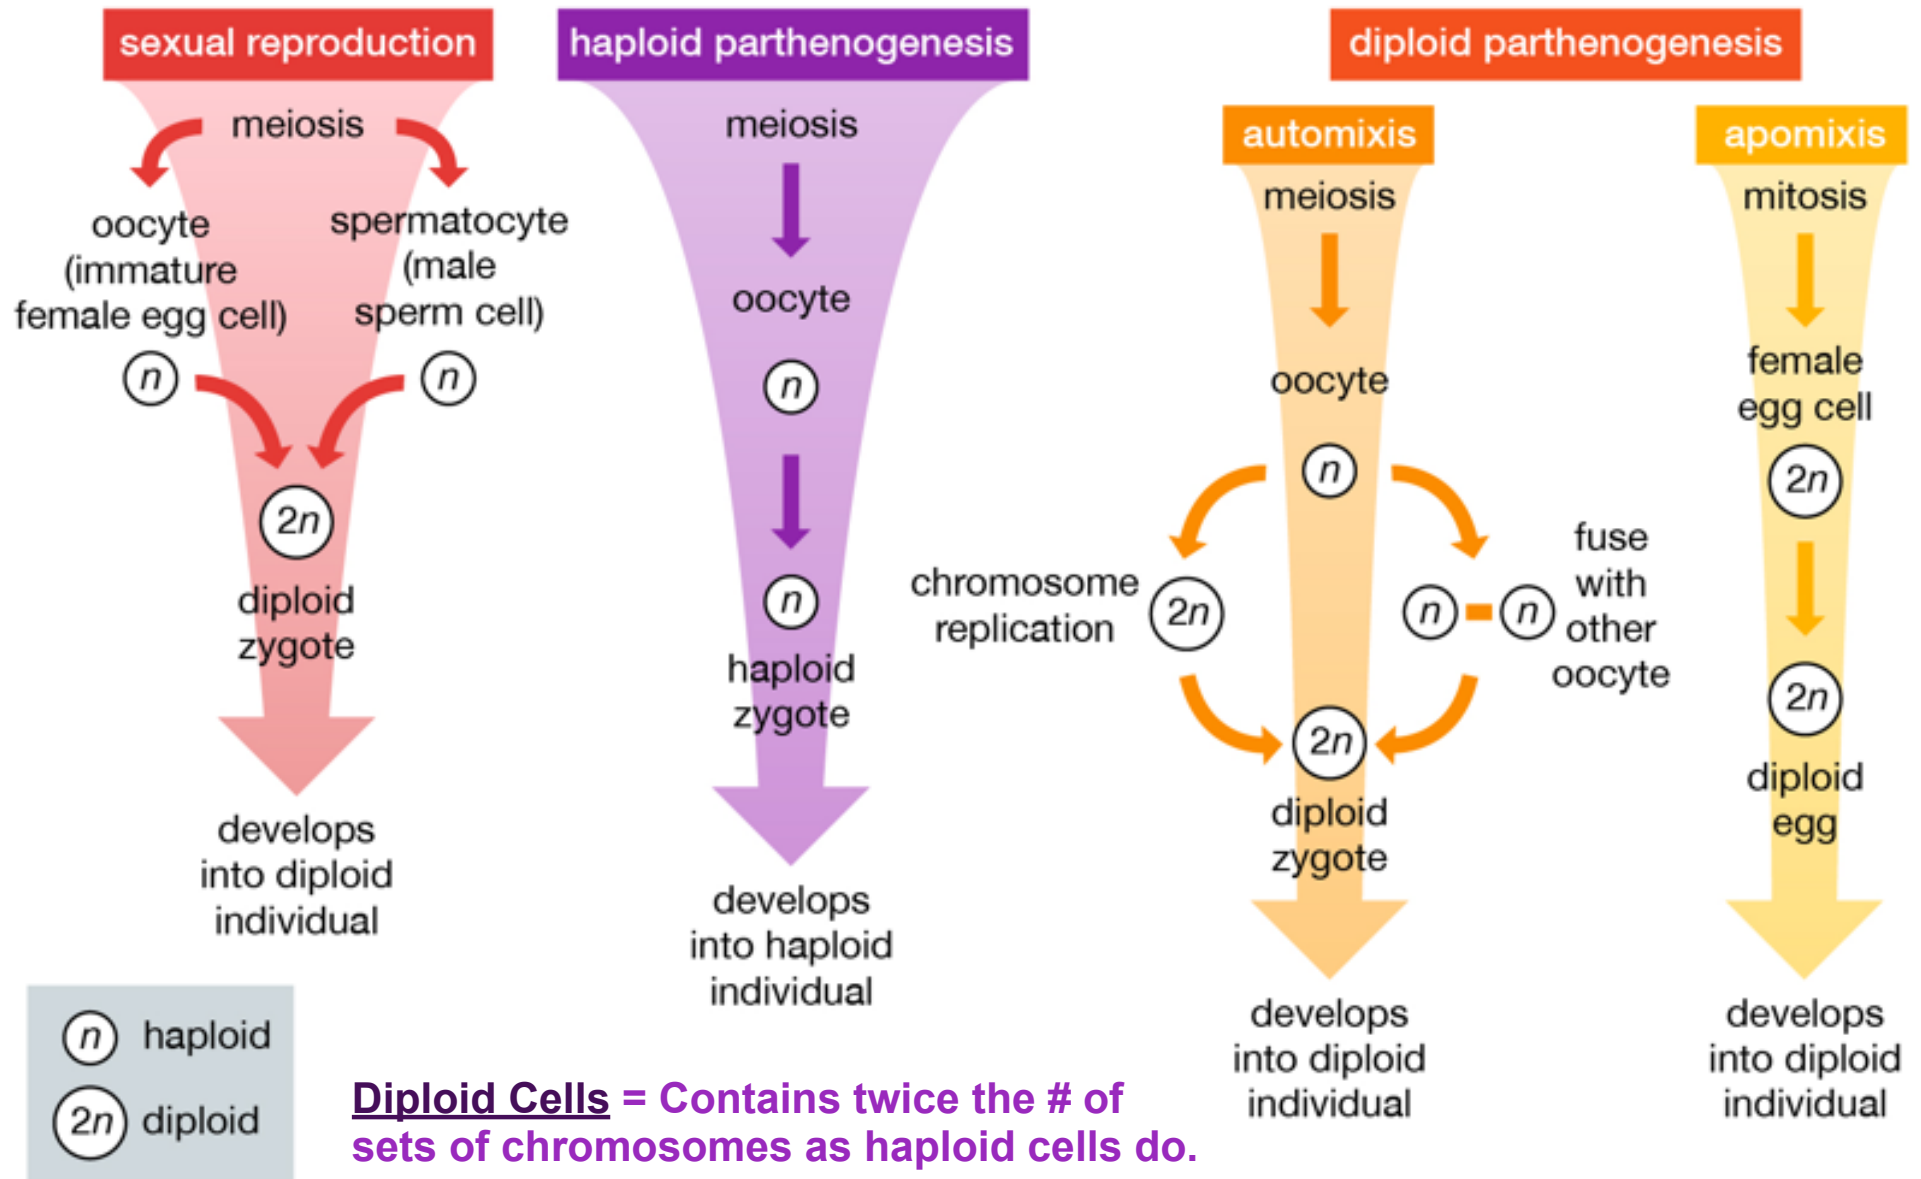 sexual reproduction
meiosis
oocyte
(immature
female egg cell)
spermatocyte
(male
sperm cell)
n
n
2n
diploid
zygote
develops
into diploid
individual
haploid parthenogenesis
meiosis
oocyte
n
n
haploid
zygote
develops
into haploid
individual
diploid parthenogenesis
automixis
meiosis
oocyte
n
chromosome
replication
2n
n
n
fuse
with
other
oocyte
2n
diploid
zygote
develops
into diploid
individual
apomixis
mitosis
female
egg cell
2n
2n
diploid
egg
develops
into diploid
individual
n haploid
2n diploid
Diploid Cells = Contains twice the # of
sets of chromosomes as haploid cells do.